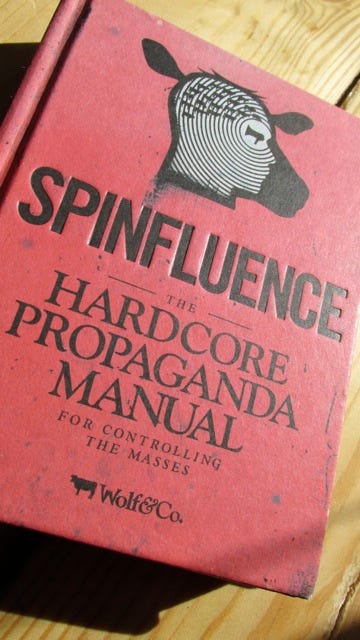 SPINFLUENCE
THE
HARDCORE
PROPAGANDA
MANUAL
FOR CONTROLLING
THE MASSES
Wolf&Co.